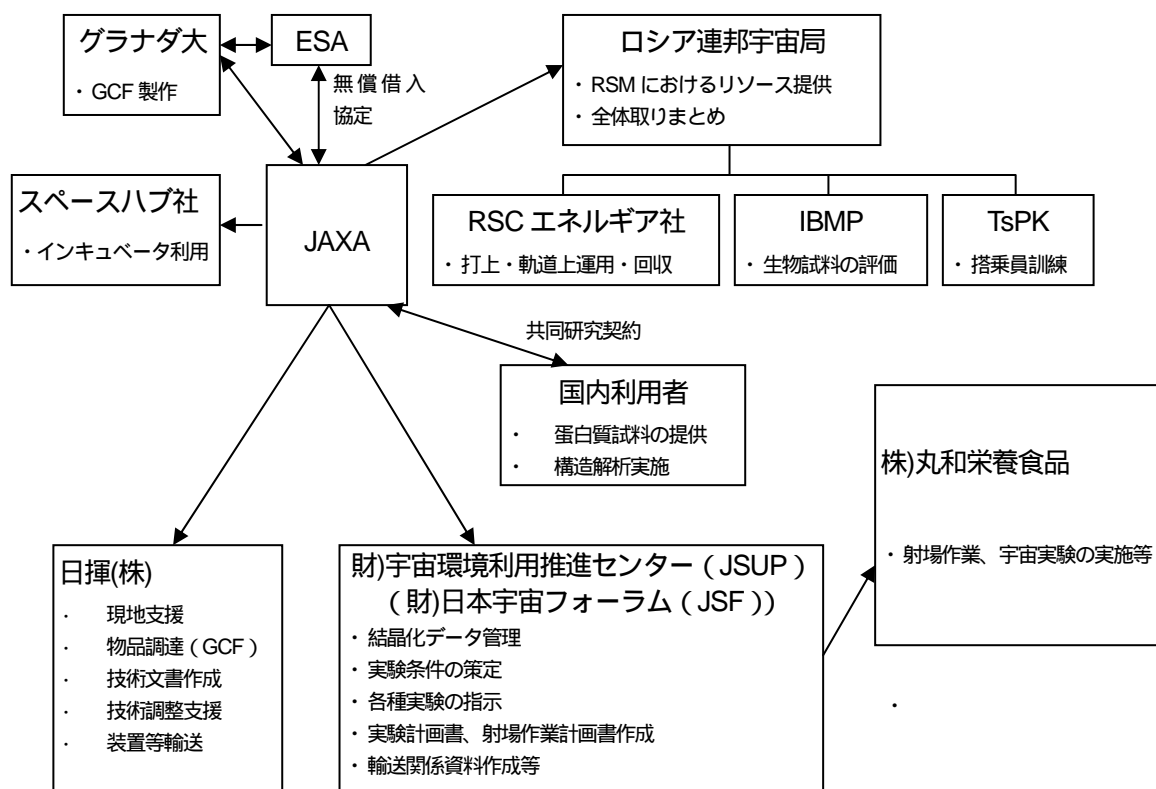 グラナダ大
・GCF 製作
ESA
無償借入
協定
ロシア連邦宇宙局
・RSM におけるリソース提供
・全体取りまとめ
スペースハブ社
・インキュベータ利用
JAXA
RSC エネルギア社
・打上・軌道上運用・回収
IBMP
・生物試料の評価
TsPK
・搭乗員訓練
共同研究契約
国内利用者
・ 蛋白質試料の提供
・ 構造解析実施
株)丸和栄養食品
・射場作業、宇宙実験の実施等
・
日揮(株)
・ 現地支援
・ 物品調達（GCF）
・ 技術文書作成
・ 技術調整支援
・ 装置等輸送
財)宇宙環境利用推進センター（JSUP）
（財)日本宇宙フォーラム（JSF））
・結晶化データ管理
・実験条件の策定
・各種実験の指示
・実験計画書、射場作業計画書作成
・輸送関係資料作成等